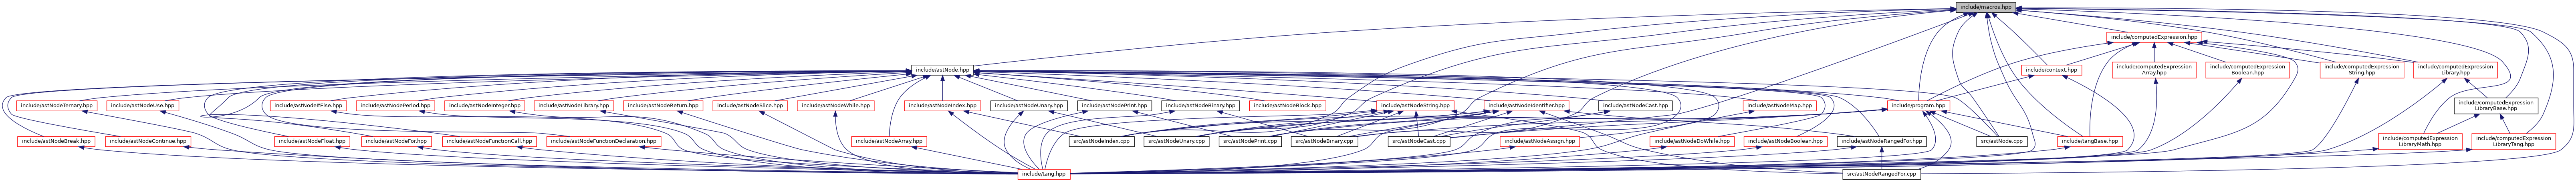 include/macros.hpp
include/computedExpression.hpp
include/astNode.hpp
include/context.hpp
include/computedExpression
Array.hpp
include/computedExpression
Boolean.hpp
include/computedExpression
String.hpp
include/computedExpression
Library.hpp
include/astNodeTernary.hpp
include/astNodeUse.hpp
include/astNodeIfElse.hpp
include/astNodePeriod.hpp
include/astNodeInteger.hpp
include/astNodeLibrary.hpp
include/astNodeReturn.hpp
include/astNodeSlice.hpp
include/astNodeWhile.hpp
include/astNodeIndex.hpp
include/astNodeUnary.hpp
include/astNodePrint.hpp
include/astNodeBinary.hpp
include/astNodeBlock.hpp
include/astNodeString.hpp
include/astNodeIdentifier.hpp
include/astNodeCast.hpp
include/astNodeMap.hpp
include/program.hpp
include/computedExpression
LibraryBase.hpp
include/astNodeBreak.hpp
include/astNodeContinue.hpp
include/astNodeFloat.hpp
include/astNodeFor.hpp
include/astNodeFunctionCall.hpp
include/astNodeFunctionDeclaration.hpp
include/astNodeArray.hpp
src/astNodeIndex.cpp
src/astNodeUnary.cpp
src/astNodePrint.cpp
src/astNodeBinary.cpp
src/astNodeCast.cpp
include/astNodeAssign.hpp
include/astNodeDoWhile.hpp
include/astNodeBoolean.hpp
include/astNodeRangedFor.hpp
src/astNode.cpp
include/tangBase.hpp
include/computedExpression
LibraryMath.hpp
include/computedExpression
LibraryTang.hpp
include/tang.hpp
src/astNodeRangedFor.cpp